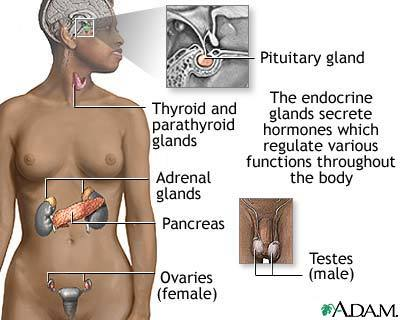 Pituitary gland
Thyroid and
parathyroid
glands
The endocrine
glands secrete
hormones which
regulate various
functions throughout
the body
Adrenal
glands
Pancreas
Testes
(male)
Ovaries
(female)
A.D.A.M.